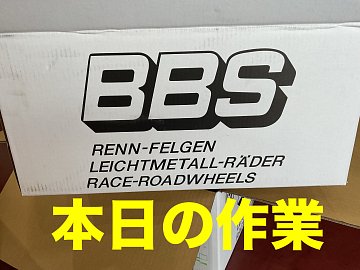 BBS
RENN-FELGEN
LEICHTMETALL-RÄDER
RACE-ROADWHEELS
本日の作業